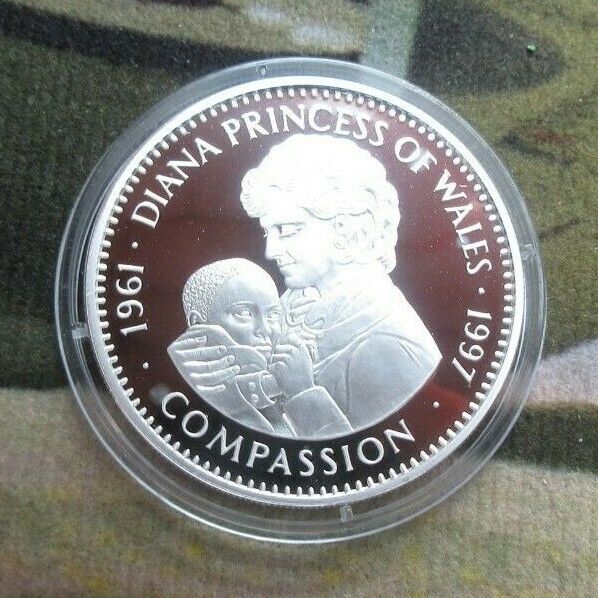 · 1961 · DIANA PRINCESS OF WALES · 1997 ·
COMPASSION